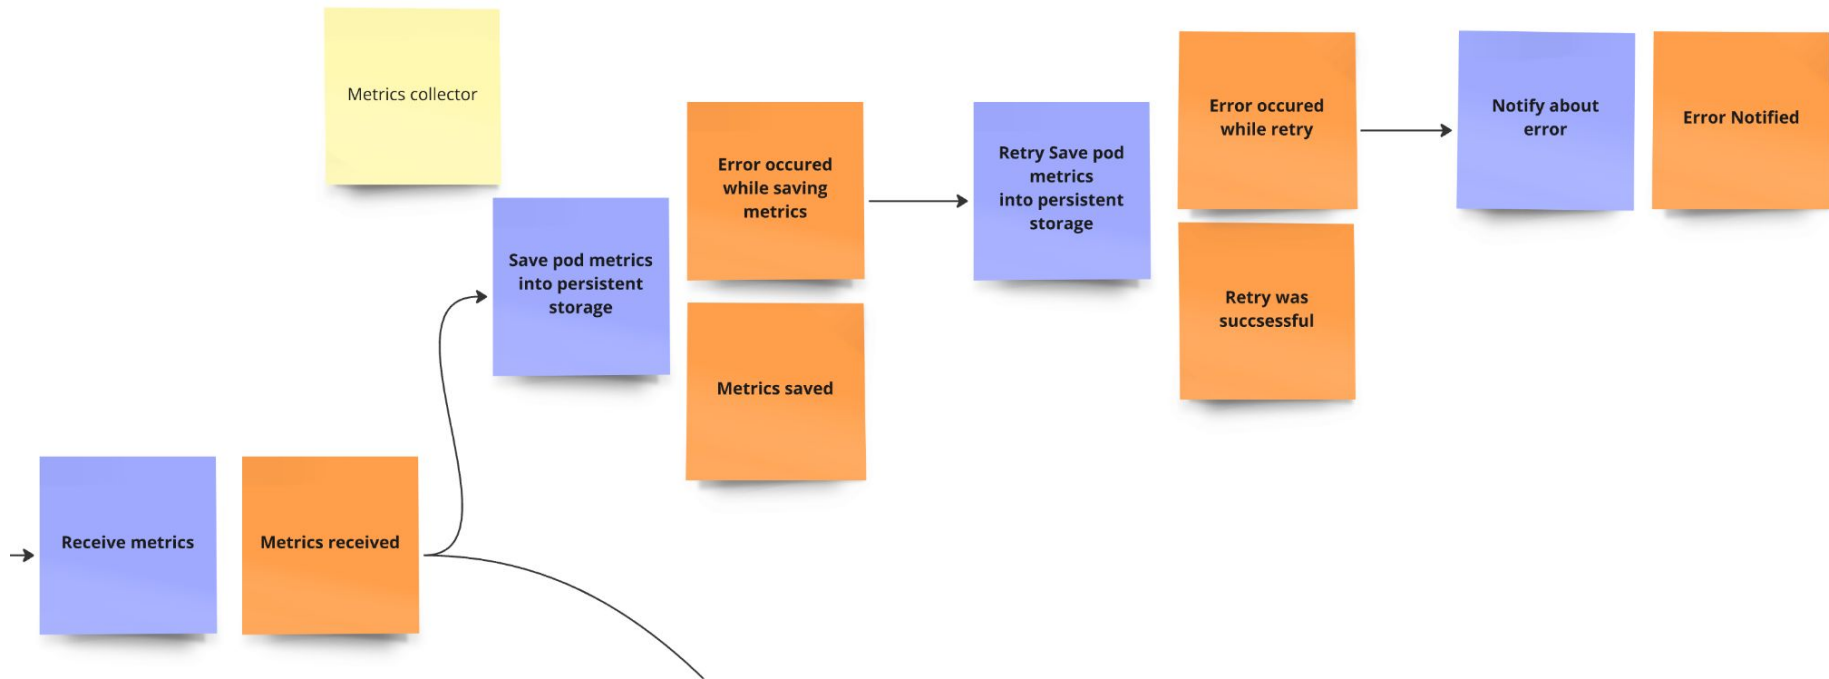 Metrics collector
Error occured
while saving
metrics
Save pod metrics
into persistent
storage
Metrics saved
Retry Save pod
metrics
into persistent
storage
Error occured
while retry
Retry was
succsessful
Notify about
error
Error Notified
Receive metrics
Metrics received